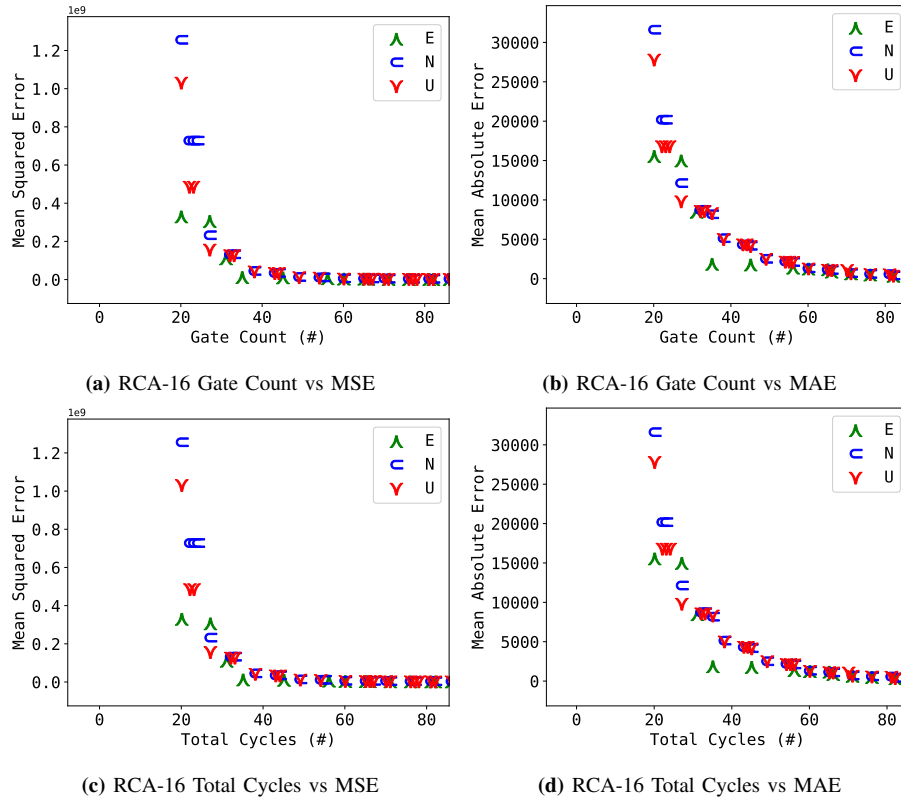 1e9
Mean Squared Error
1.2
1.0
0.8
0.6
0.4
0.2
0.0
0 20 40 60 80
Gate Count (#)
E
N
U
(a) RCA-16 Gate Count vs MSE
Mean Absolute Error
30000
25000
20000
15000
10000
5000
0
0 20 40 60 80
Gate Count (#)
E
N
U
(b) RCA-16 Gate Count vs MAE
1e9
Mean Squared Error
1.2
1.0
0.8
0.6
0.4
0.2
0.0
0 20 40 60 80
Total Cycles (#)
E
N
U
(c) RCA-16 Total Cycles vs MSE
Mean Absolute Error
30000
25000
20000
15000
10000
5000
0
0 20 40 60 80
Total Cycles (#)
E
N
U
(d) RCA-16 Total Cycles vs MAE